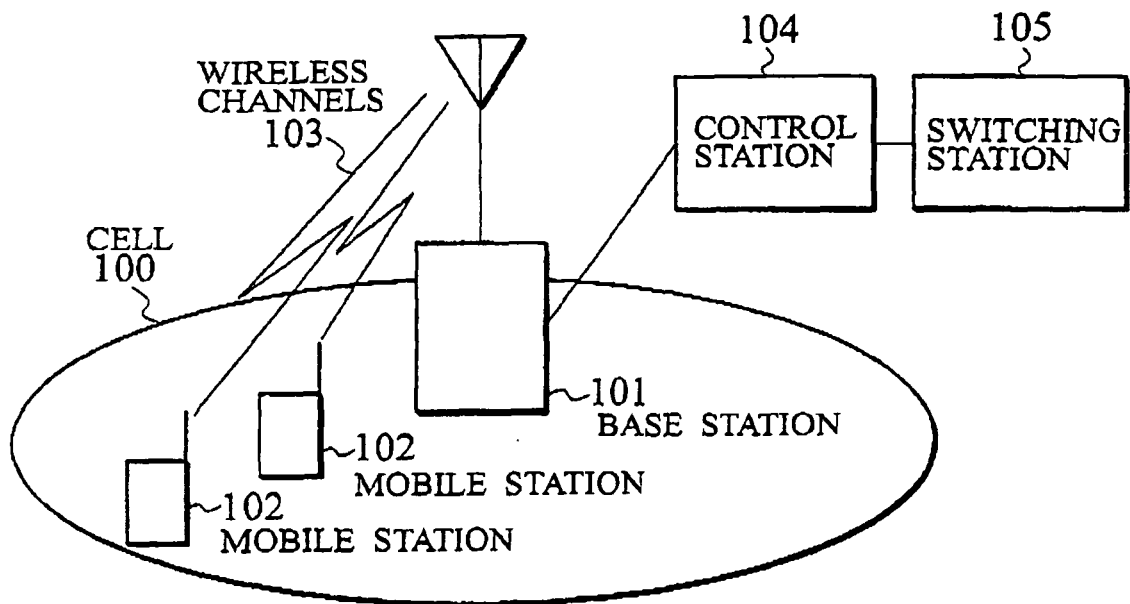 104
105
WIRELESS
CHANNELS
103
CONTROL
STATION
SWITCHING
STATION
CELL
100
101
BASE STATION
102
MOBILE STATION
102
MOBILE STATION